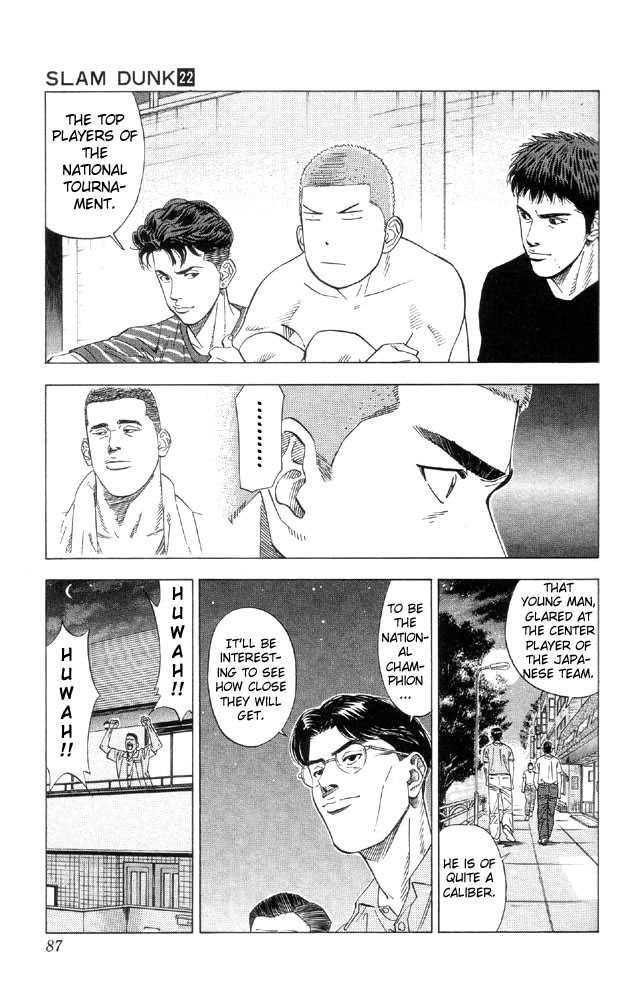 SLAM DUNK 22
THE TOP
PLAYERS OF
THE
NATIONAL
TOURNA-
MENT.
..........
THAT
YOUNG MAN,
GLARED AT
THE CENTER
PLAYER OF
THE JAPA-
NESE TEAM.
HE IS OF
QUITE A
CALIBER.
TO BE
THE
NATION-
AL
CHAM-
PHION
...
IT'LL BE
INTEREST-
ING TO SEE
HOW CLOSE
THEY WILL
GET.
HUWAH!!
HUWAH!!
87